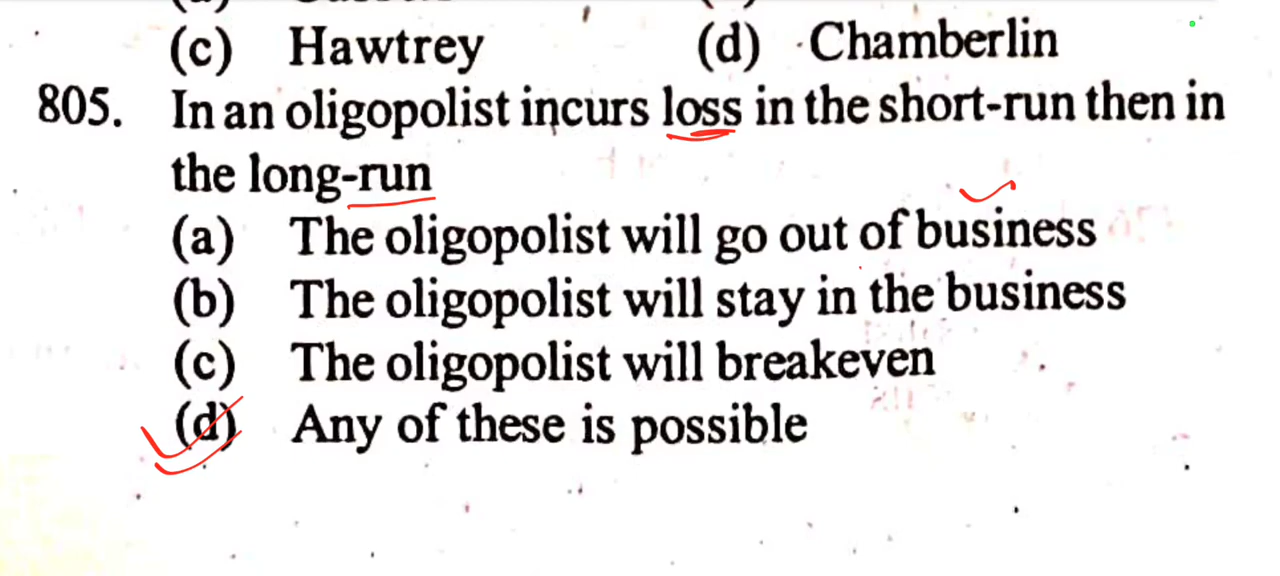 (c) Hawtrey (d) Chamberlin
805. In an oligopolist incurs loss in the short-run then in
the long-run
(a) The oligopolist will go out of business
(b) The oligopolist will stay in the business
(c) The oligopolist will breakeven
(d) Any of these is possible